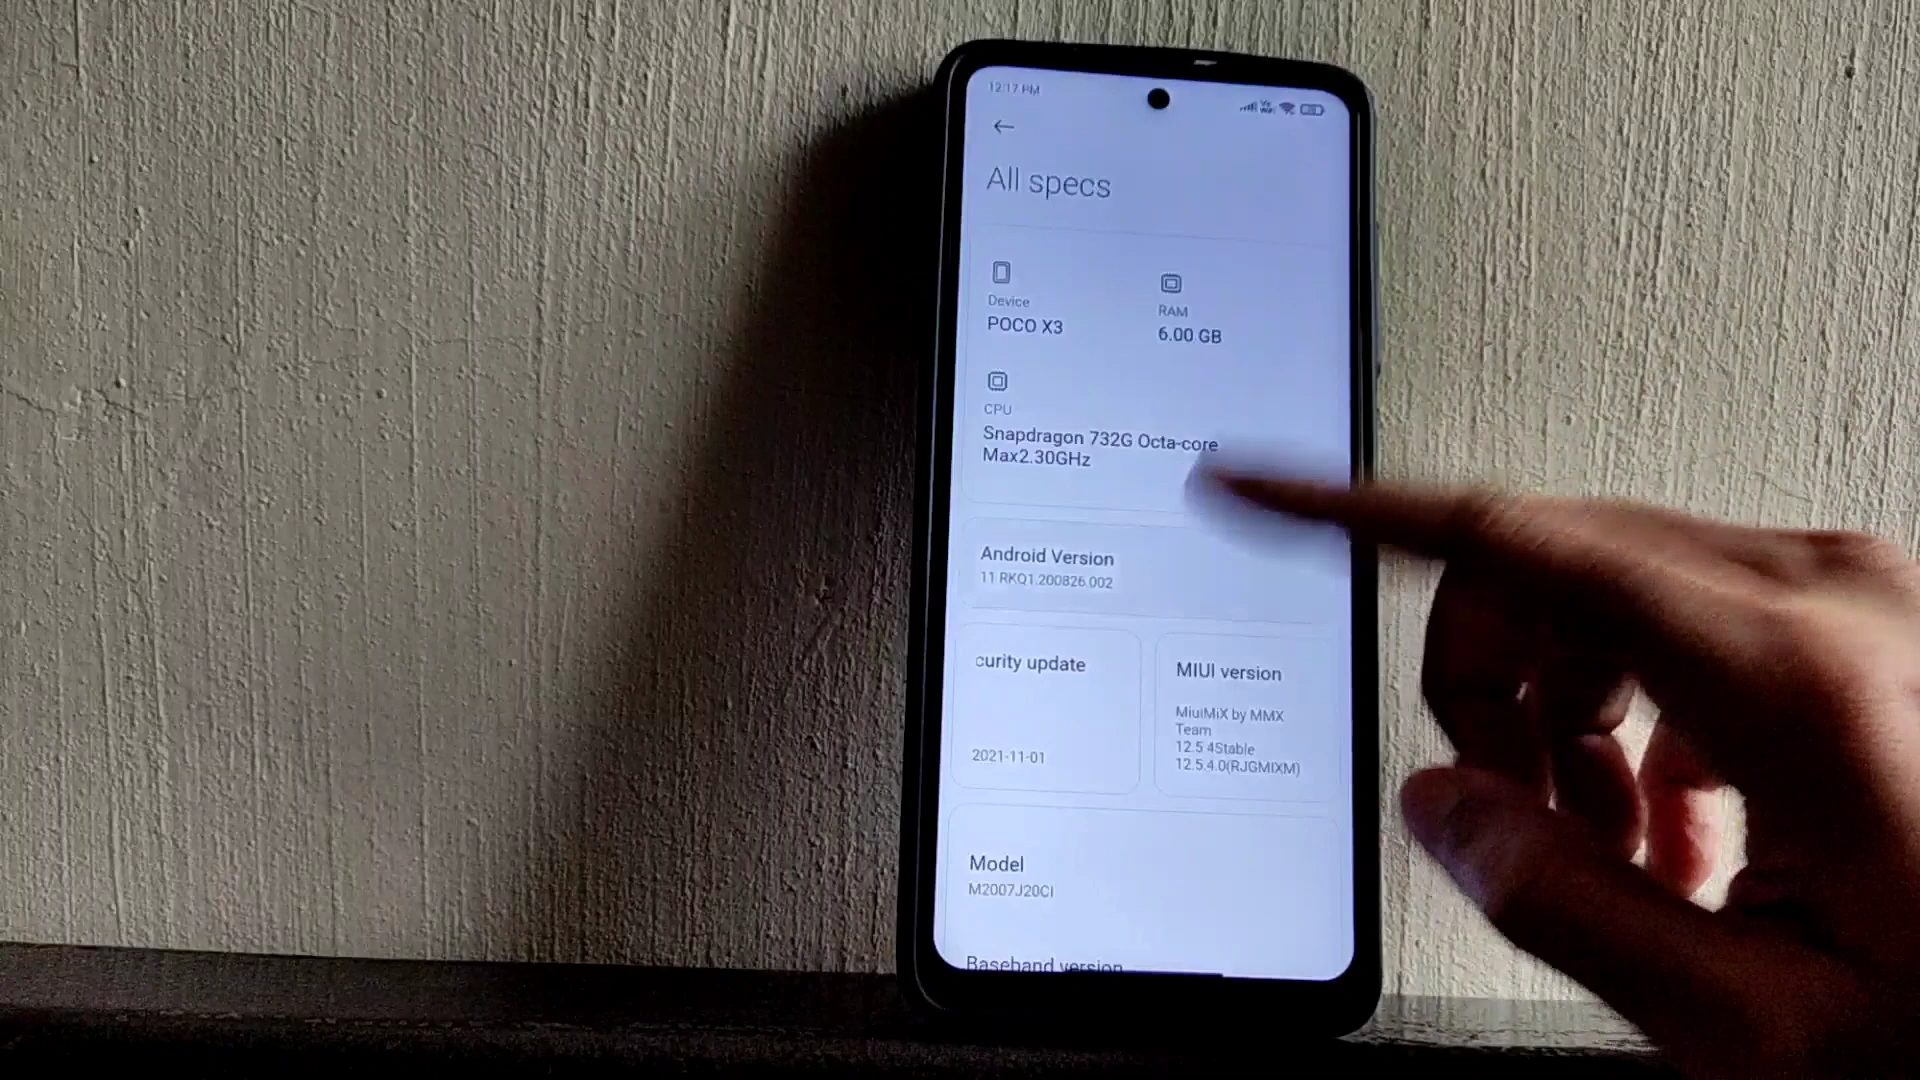 12:17 PM
All specs
Device
POCO X3
RAM
6.00 GB
CPU
Snapdragon 732G Octa-core
Max2.30GHz
Android Version
11 RKQ1.200826.002
curity update
2021-11-01
MIUI version
MiuiMiX by MMX
Team
12.5.4Stable
12.5.4.0(RJGMIXM)
Model
M2007J20CI
Baseband version